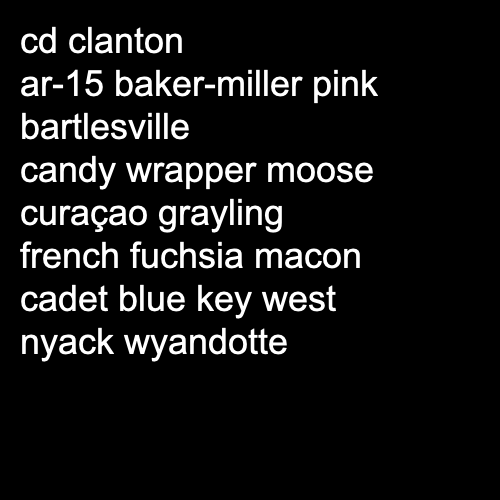 cd clanton
ar-15 baker-miller pink
bartlesville
candy wrapper moose
curaçao grayling
french fuchsia macon
cadet blue key west
nyack wyandotte